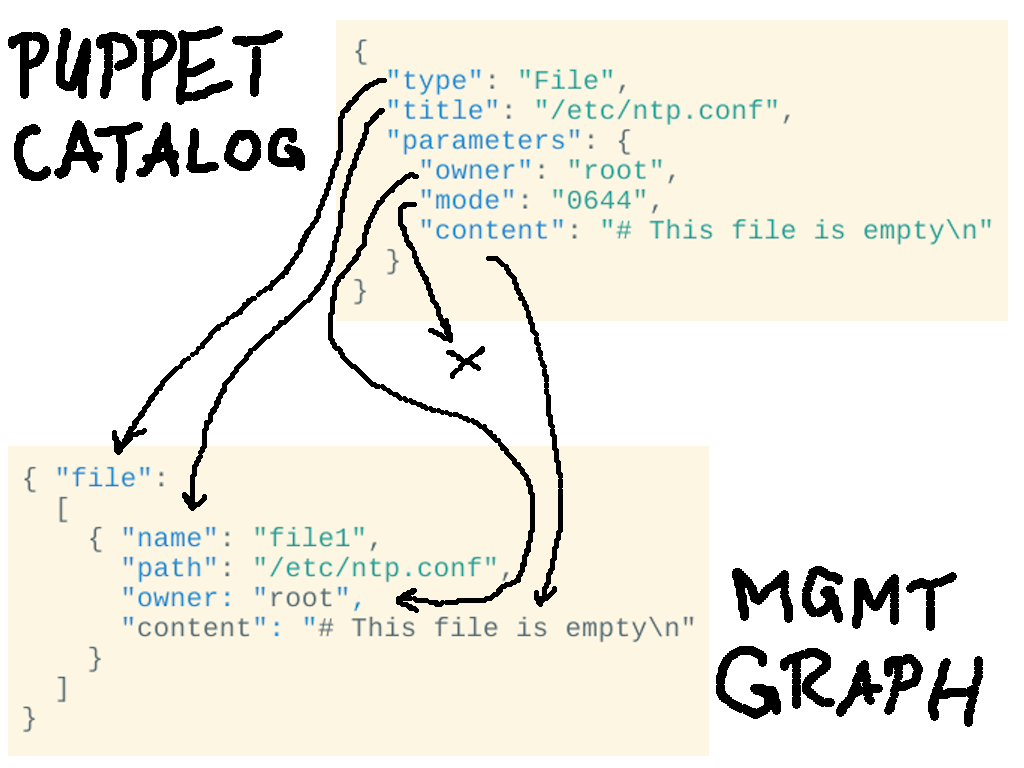 PUPPET
CATALOG
{
"type": "File",
"title": "/etc/ntp.conf",
"parameters": {
"owner": "root",
"mode": "0644",
"content": "# This file is empty\n"
}
}
{ "file":
[
{ "name": "file1",
"path": "/etc/ntp.conf",
"owner: "root",
"content": "# This file is empty\n"
}
]
}
MGMT
GRAPH